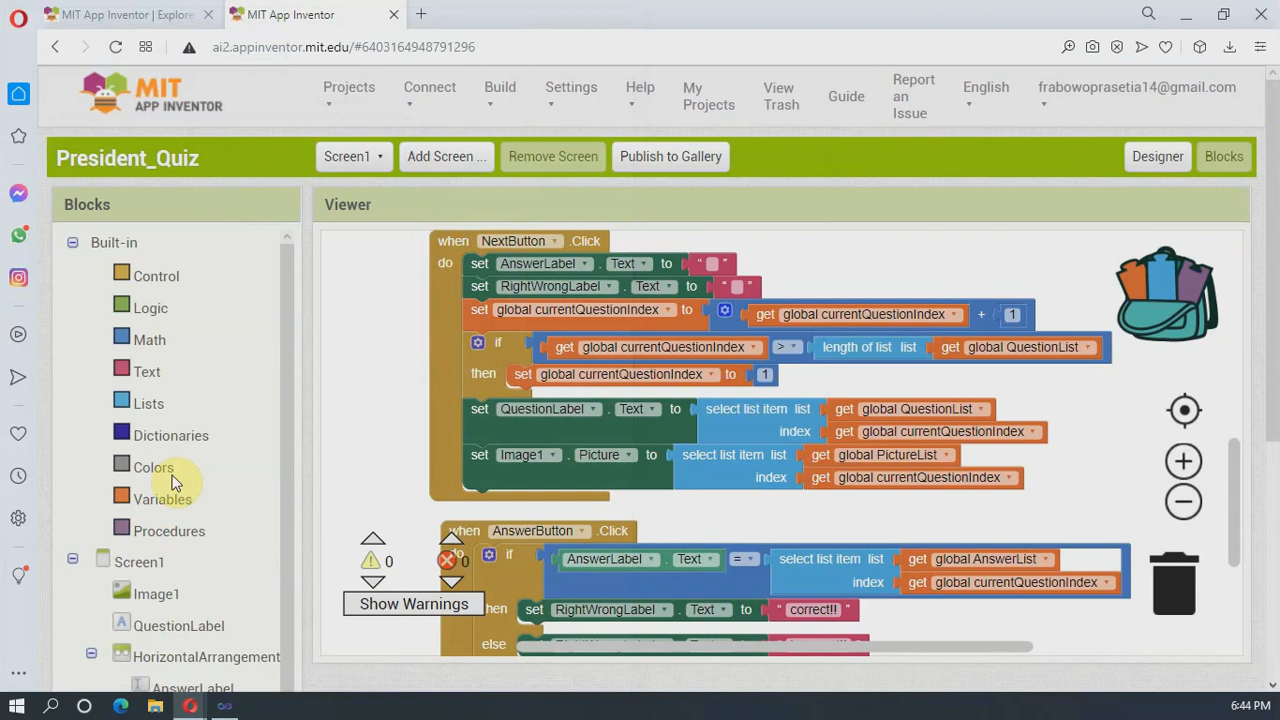 MIT App Inventor | Explore
MIT App Inventor
ai2.appinventor.mit.edu/#6403164948791296
MIT
APP INVENTOR
Projects
Connect
Build
Settings
Help
My Projects
View Trash
Guide
Report an Issue
English
frabowoprasetia14@gmail.com
President_Quiz
Screen1
Add Screen ...
Remove Screen
Publish to Gallery
Designer
Blocks
Blocks
Viewer
Built-in
Control
Logic
Math
Text
Lists
Dictionaries
Colors
Variables
Procedures
Screen1
Image1
QuestionLabel
HorizontalArrangement
AnswerLabel
when NextButton .Click
do set AnswerLabel . Text to " "
set RightWrongLabel . Text to " "
set global currentQuestionIndex to get global currentQuestionIndex + 1
if get global currentQuestionIndex > length of list list get global QuestionList
then set global currentQuestionIndex to 1
set QuestionLabel . Text to select list item list get global QuestionList
index get global currentQuestionIndex
set Image1 . Picture to select list item list get global PictureList
index get global currentQuestionIndex
when AnswerButton .Click
do if AnswerLabel . Text = select list item list get global AnswerList
index get global currentQuestionIndex
then set RightWrongLabel . Text to " correct!! "
else
0
0
Show Warnings
6:44 PM